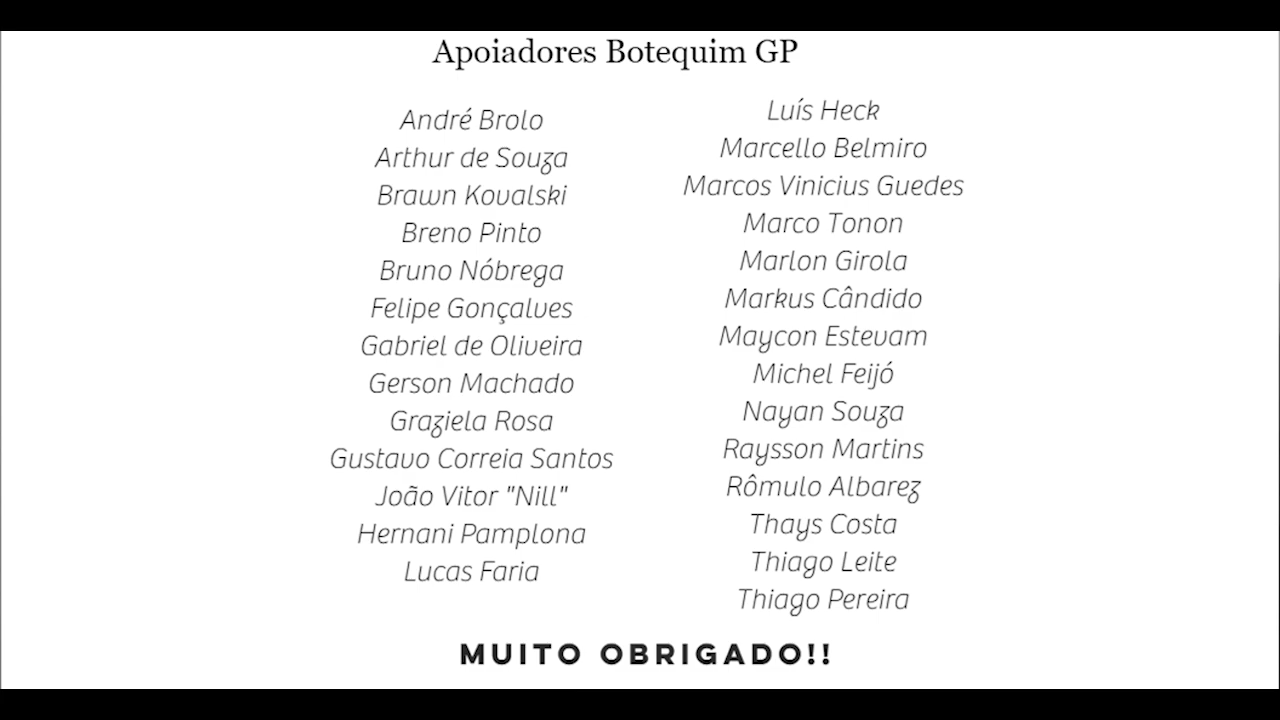 Apoiadores Botequim GP
André Brolo
Arthur de Souza
Brawn Kovalski
Breno Pinto
Bruno Nóbrega
Felipe Gonçalves
Gabriel de Oliveira
Gerson Machado
Graziela Rosa
Gustavo Correia Santos
João Vitor "Nill"
Hernani Pamplona
Lucas Faria
Luís Heck
Marcello Belmiro
Marcos Vinicius Guedes
Marco Tonon
Marlon Girola
Markus Cândido
Maycon Estevam
Michel Feijó
Nayan Souza
Raysson Martins
Rômulo Albarez
Thays Costa
Thiago Leite
Thiago Pereira
MUITO OBRIGADO!!